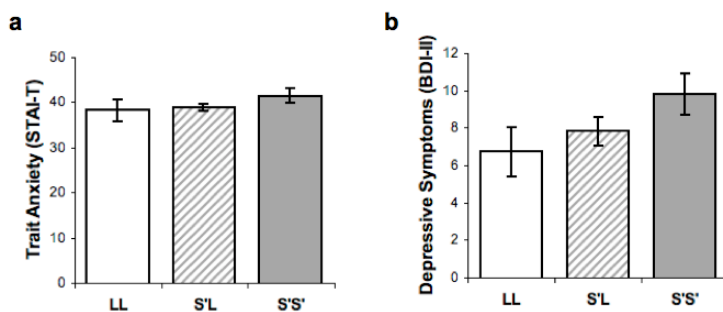 a
Trait Anxiety (STAI-T)
50
40
30
20
10
0
LL S'L S'S'
b
Depressive Symptoms (BDI-II)
12
10
8
6
4
2
0
LL S'L S'S'